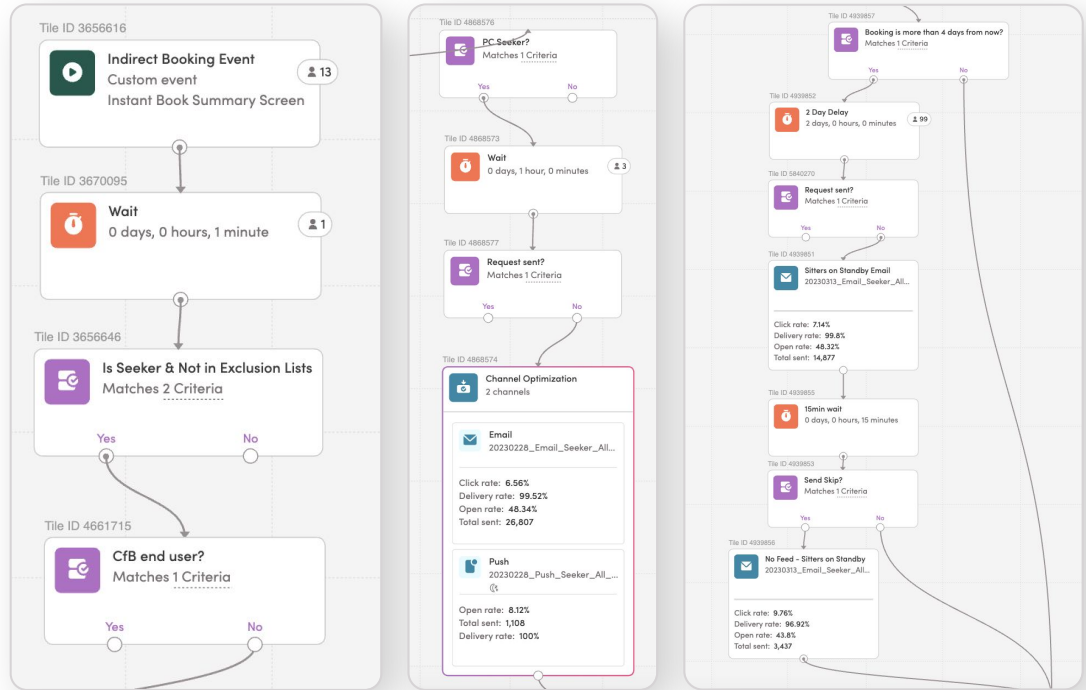 Tile ID 3656616
Indirect Booking Event
Custom event
Instant Book Summary Screen
13
Tile ID 3670095
Wait
0 days, 0 hours, 1 minute
1
Tile ID 3656646
Is Seeker & Not in Exclusion Lists
Matches 2 Criteria
Yes
No
Tile ID 4661715
CfB end user?
Matches 1 Criteria
Yes
No
Tile ID 4868576
PC Seeker?
Matches 1 Criteria
Yes
No
Tile ID 4868573
Wait
0 days, 1 hour, 0 minutes
3
Tile ID 4868577
Request sent?
Matches 1 Criteria
Yes
No
Tile ID 4868574
Channel Optimization
2 channels
Email
20230228_Email_Seeker_All...
Click rate: 6.56%
Delivery rate: 99.52%
Open rate: 48.34%
Total sent: 26,807
Push
20230228_Push_Seeker_All_...
Open rate: 8.12%
Total sent: 1,108
Delivery rate: 100%
Tile ID 4939857
Booking is more than 4 days from now?
Matches 1 Criteria
Yes
No
Tile ID 4939852
2 Day Delay
2 days, 0 hours, 0 minutes
99
Tile ID 5840270
Request sent?
Matches 1 Criteria
Yes
No
Tile ID 4939851
Sitters on Standby Email
20230313_Email_Seeker_All...
Click rate: 7.14%
Delivery rate: 99.8%
Open rate: 48.32%
Total sent: 14,877
Tile ID 4939855
15min wait
0 days, 0 hours, 15 minutes
Tile ID 4939853
Send Skip?
Matches 1 Criteria
Yes
No
Tile ID 4939856
No Feed - Sitters on Standby
20230313_Email_Seeker_All...
Click rate: 9.76%
Delivery rate: 96.92%
Open rate: 43.8%
Total sent: 3,437